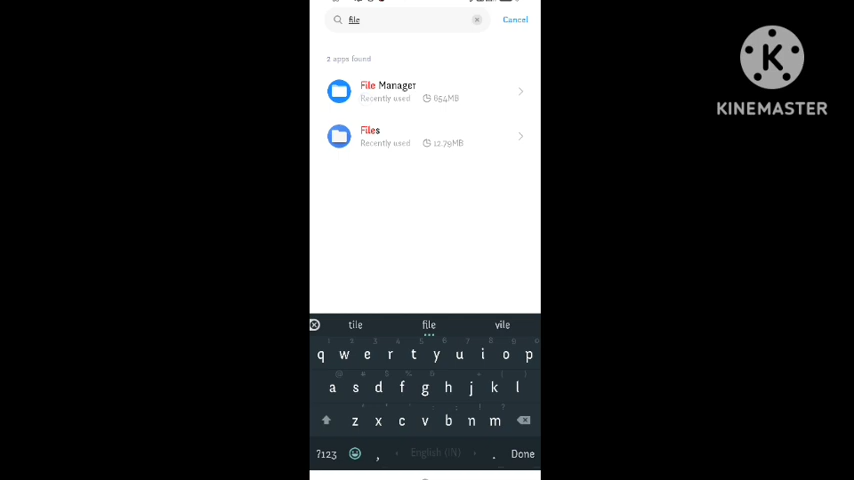 file
Cancel
2 apps found
File Manager
Recently used 654MB
Files
Recently used 12.79MB
KINEMASTER
tile file vile
q w e r t y u i o p
a s d f g h j k l
z x c v b n m
?123 , English (IN) . Done